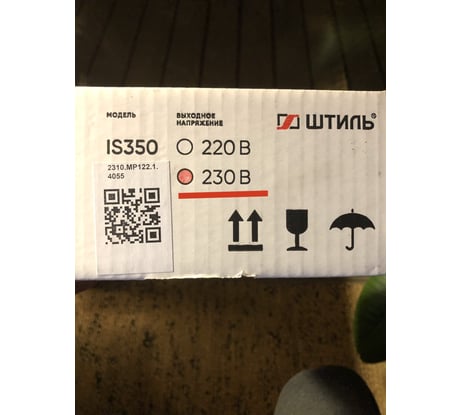 МОДЕЛЬ
IS350
2310.MP122.1.
4055
ВЫХОДНОЕ
НАПРЯЖЕНИЕ
220 В
230 В
ШТИЛЬ®